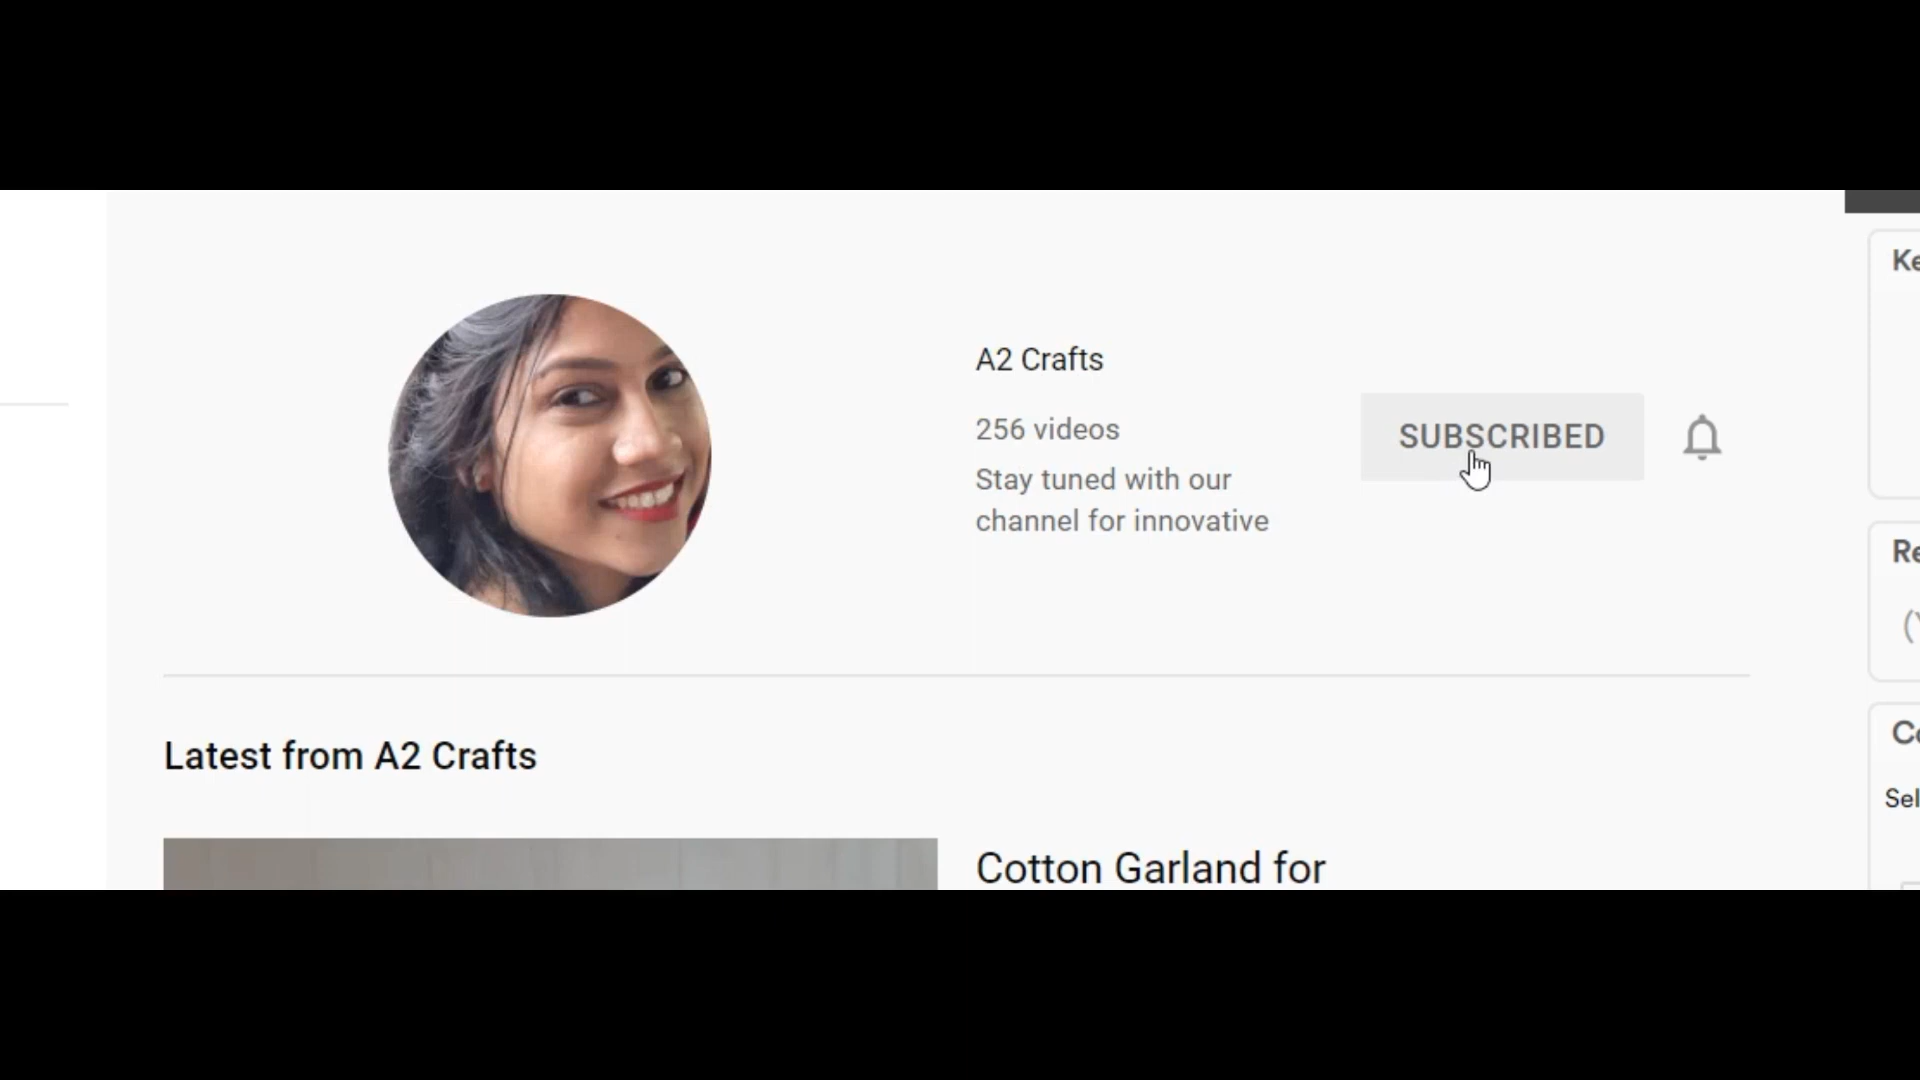 A2 Crafts
256 videos
Stay tuned with our
channel for innovative
SUBSCRIBED
Latest from A2 Crafts
Cotton Garland for